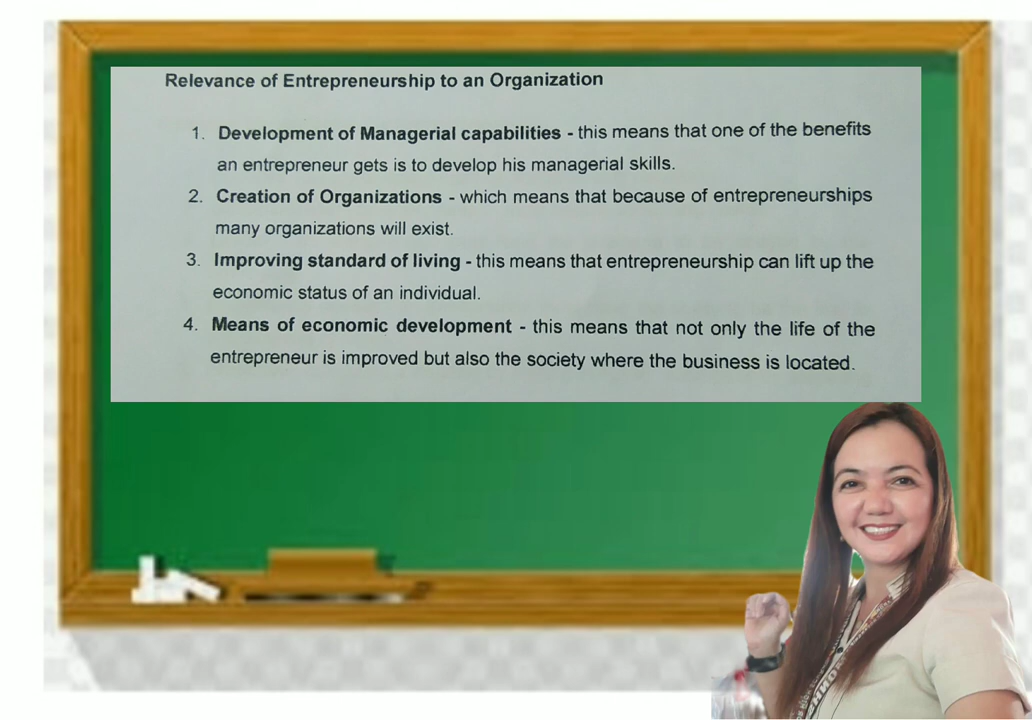 Relevance of Entrepreneurship to an Organization
1. Development of Managerial capabilities - this means that one of the benefits
an entrepreneur gets is to develop his managerial skills.
2. Creation of Organizations - which means that because of entrepreneurships
many organizations will exist.
3. Improving standard of living - this means that entrepreneurship can lift up the
economic status of an individual.
4. Means of economic development - this means that not only the life of the
entrepreneur is improved but also the society where the business is located.